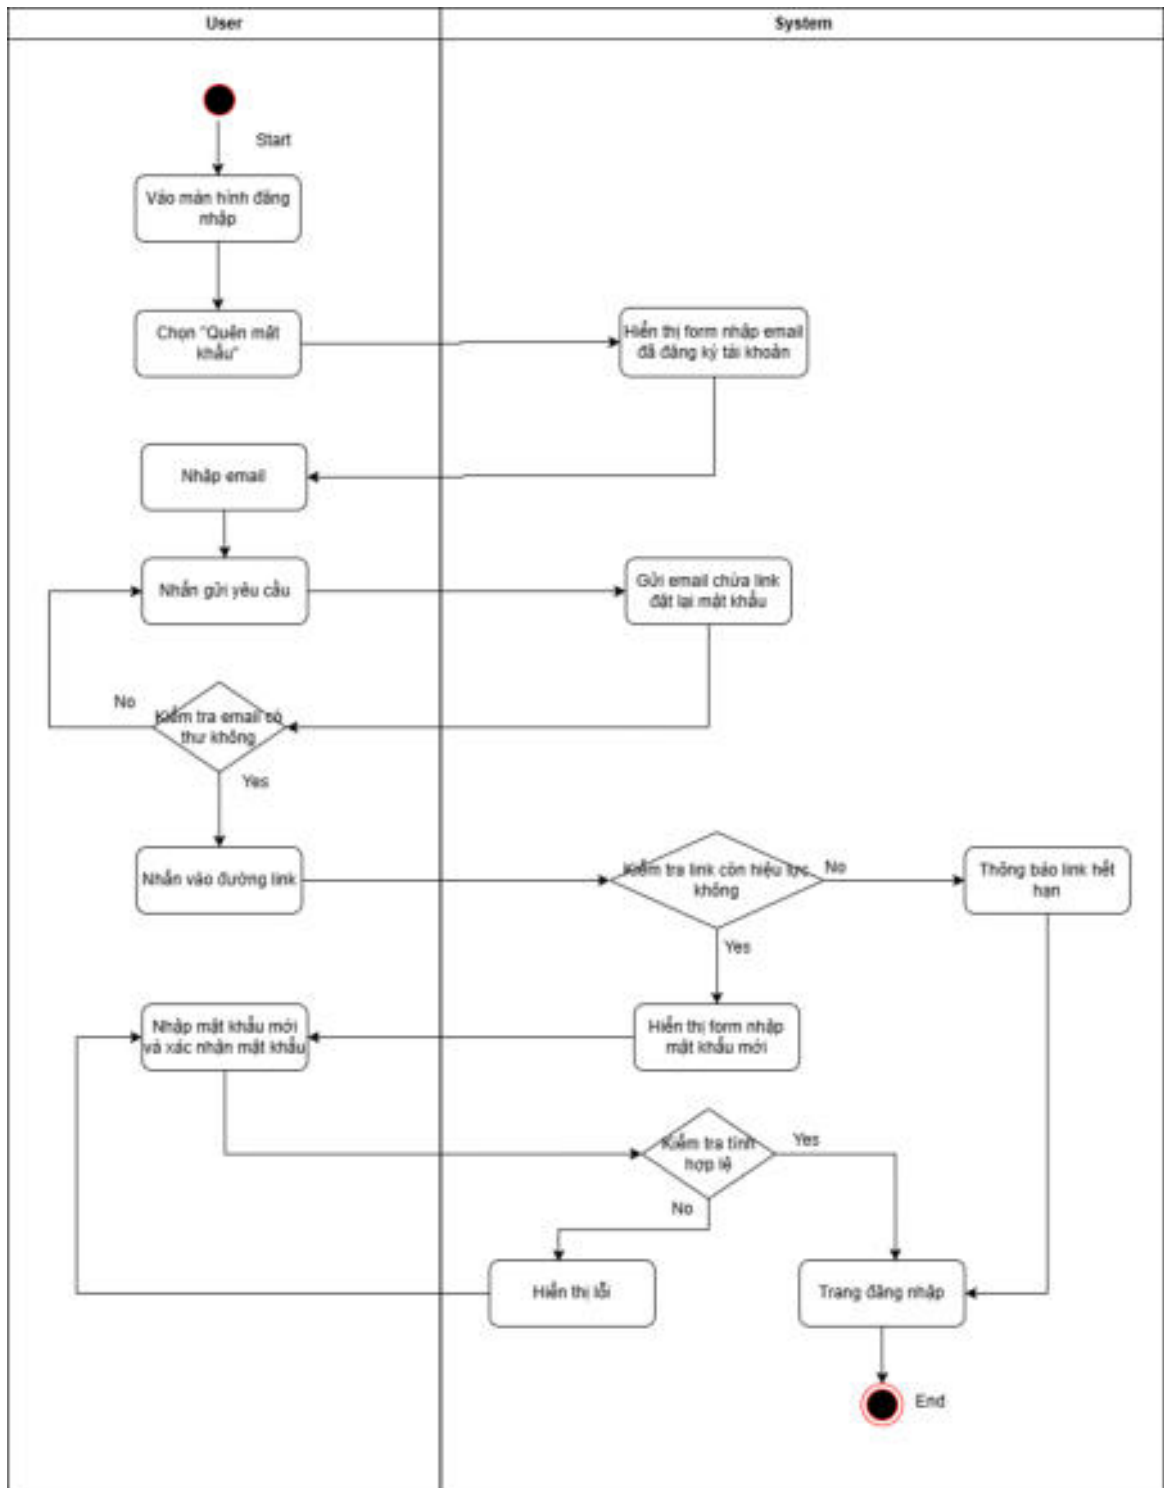 User
System
Start
Vào màn hình đăng
nhập
Chọn "Quên mật
khẩu"
Hiển thị form nhập email
đã đăng ký tài khoản
Nhập email
Nhấn gửi yêu cầu
Gửi email chứa link
đặt lại mật khẩu
No
Kiểm tra email có
thư không
Yes
Nhấn vào đường link
Kiểm tra link còn hiệu lực
không
No
Thông báo link hết
hạn
Yes
Nhập mật khẩu mới
và xác nhận mật khẩu
Hiển thị form nhập
mật khẩu mới
Kiểm tra tính
hợp lệ
Yes
No
Hiển thị lỗi
Trang đăng nhập
End